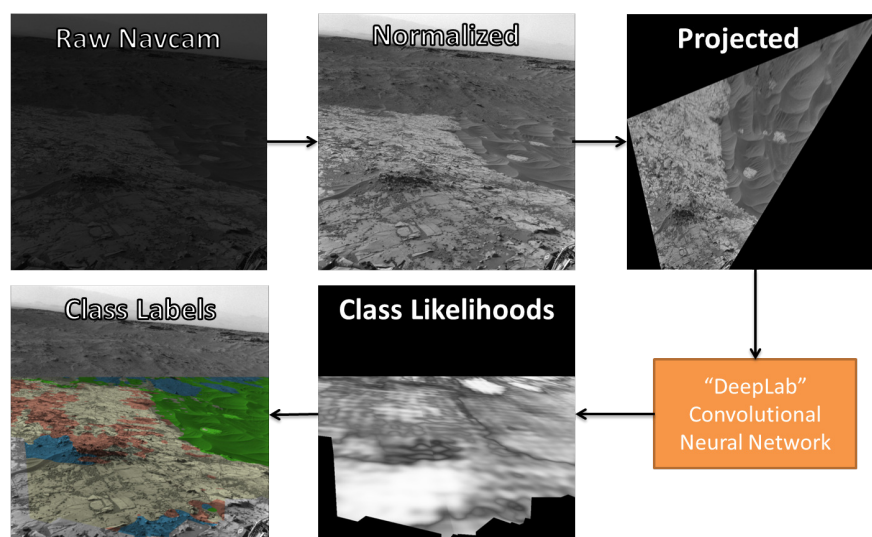 Raw Navcam
Normalized
Projected
"DeepLab"
Convolutional
Neural Network
Class Likelihoods
Class Labels